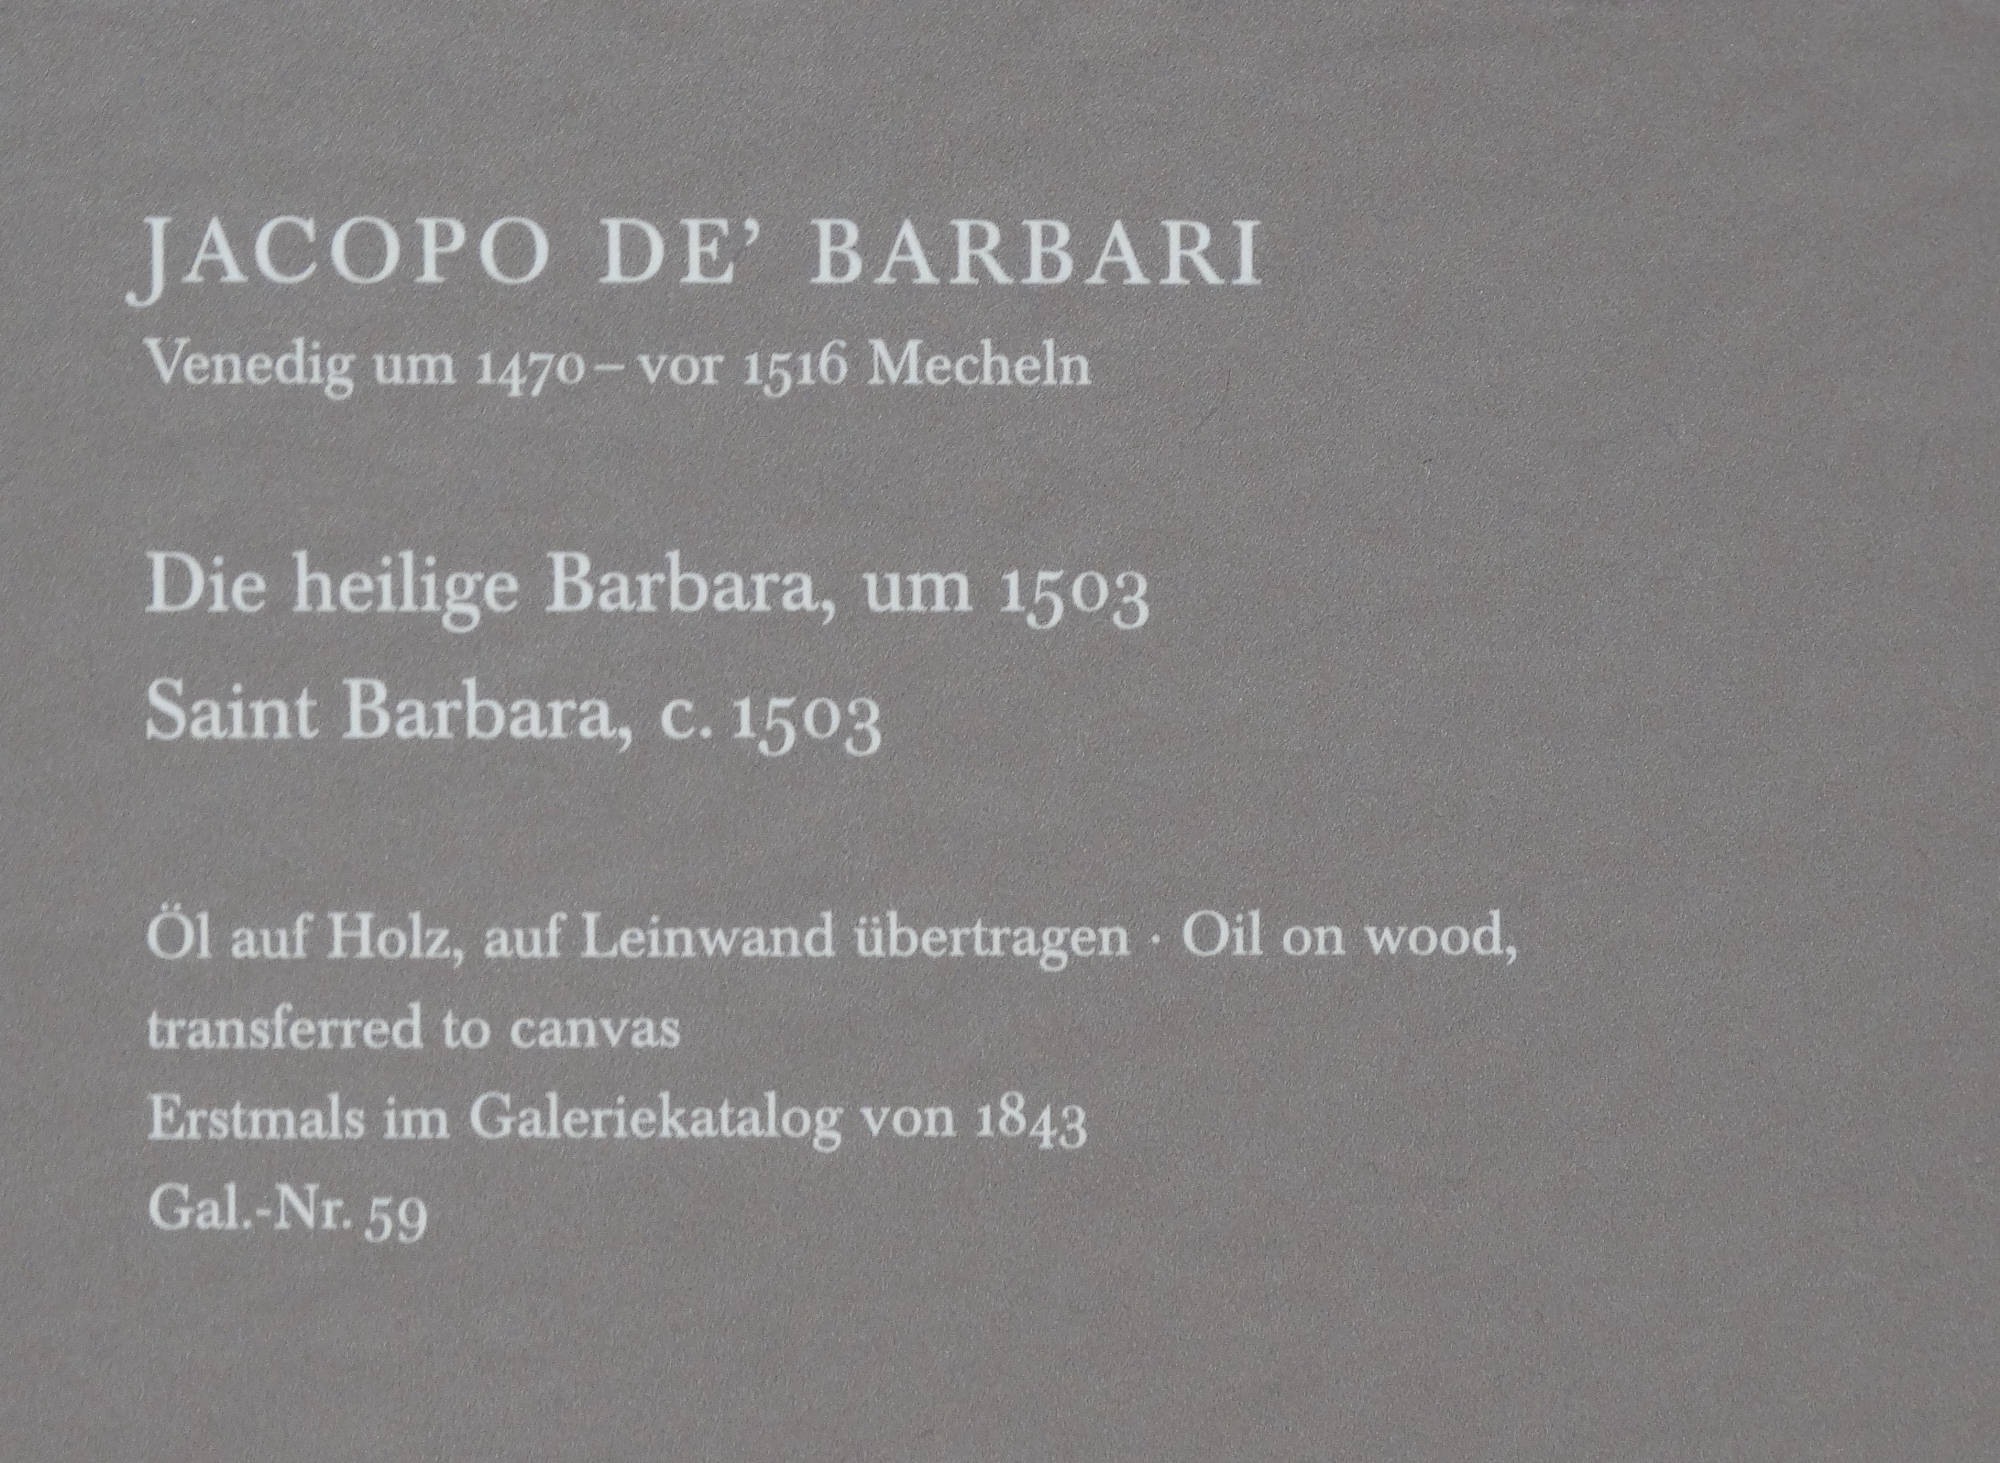 JACOPO DE’ BARBARI
Venedig um 1470 – vor 1516 Mecheln
Die heilige Barbara, um 1503
Saint Barbara, c. 1503
Öl auf Holz, auf Leinwand übertragen · Oil on wood,
transferred to canvas
Erstmals im Galeriekatalog von 1843
Gal.-Nr. 59